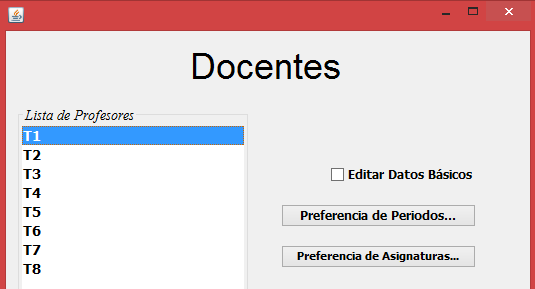 Docentes
Lista de Profesores
T1
T2
T3
T4
T5
T6
T7
T8
Editar Datos Básicos
Preferencia de Periodos...
Preferencia de Asignaturas...